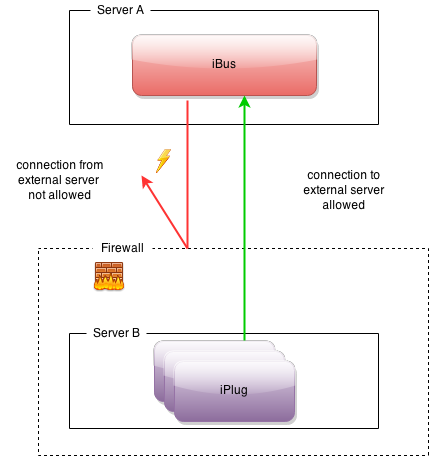 Server A
iBus
connection from
external server
not allowed
connection to
external server
allowed
Firewall
Server B
iPlug